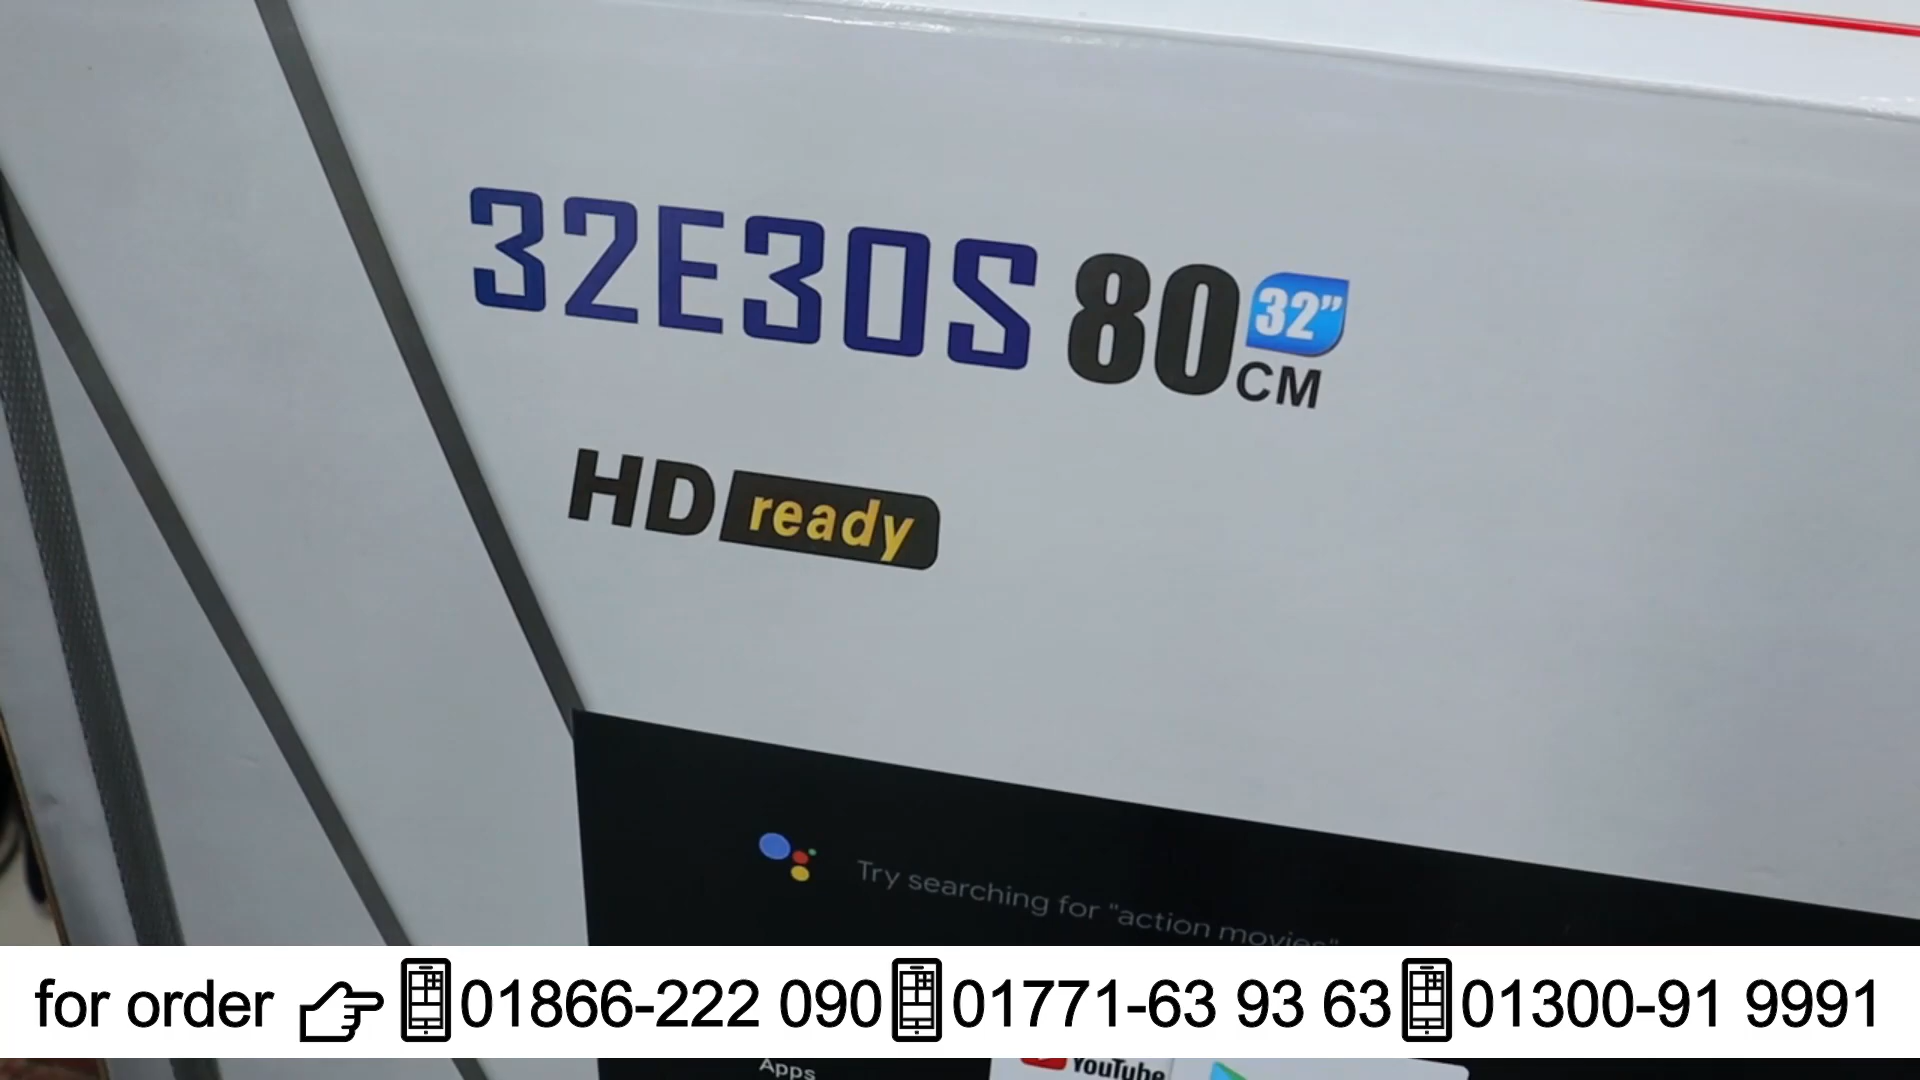 32E30S 80 CM 32”
HD ready
Try searching for "action movies"
for order 01866-222 090 01771-63 93 63 01300-91 9991
Apps
YouTube